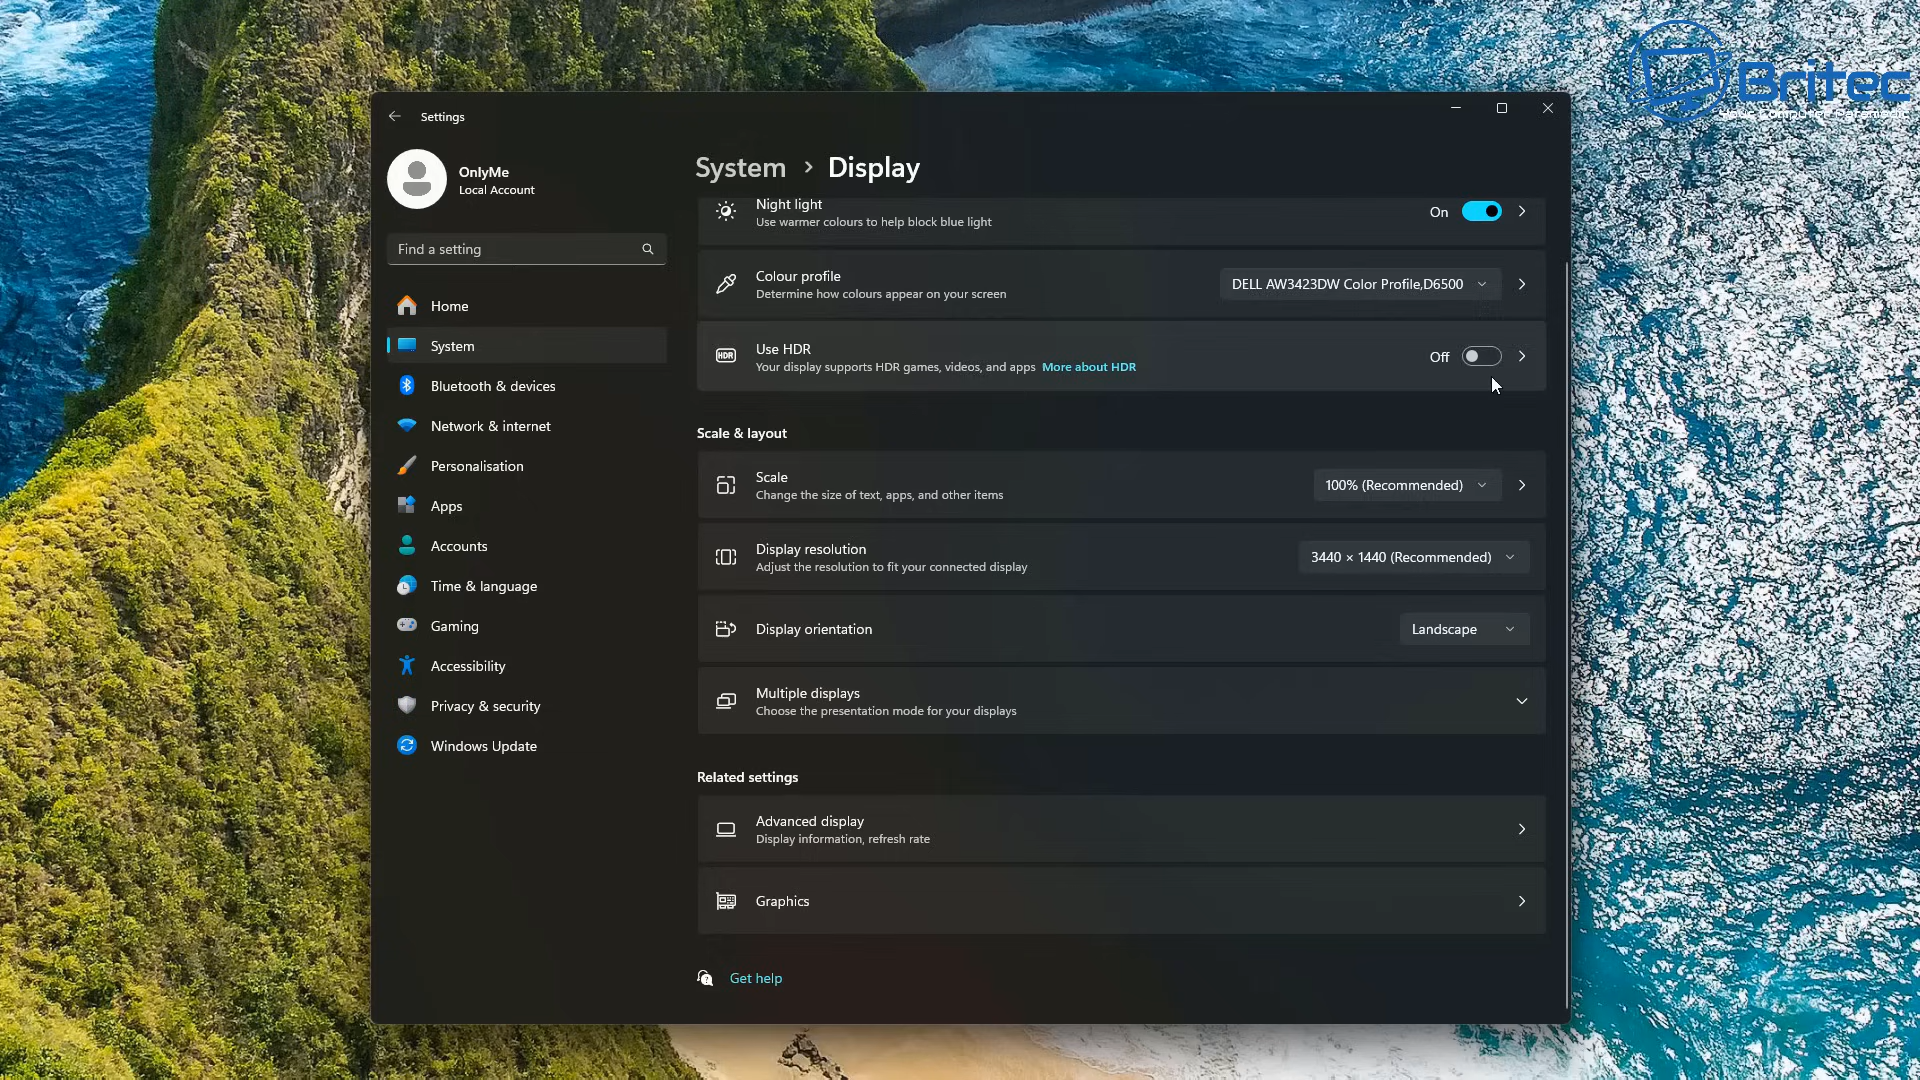 Britec
Settings
OnlyMe
Local Account
Find a setting
Home
System
Bluetooth & devices
Network & internet
Personalisation
Apps
Accounts
Time & language
Gaming
Accessibility
Privacy & security
Windows Update
System > Display
Night light
Use warmer colours to help block blue light
On
Colour profile
Determine how colours appear on your screen
DELL AW3423DW Color Profile,D6500
HDR
Use HDR
Your display supports HDR games, videos, and apps More about HDR
Off
Scale & layout
Scale
Change the size of text, apps, and other items
100% (Recommended)
Display resolution
Adjust the resolution to fit your connected display
3440 × 1440 (Recommended)
Display orientation
Landscape
Multiple displays
Choose the presentation mode for your displays
Related settings
Advanced display
Display information, refresh rate
Graphics
Get help